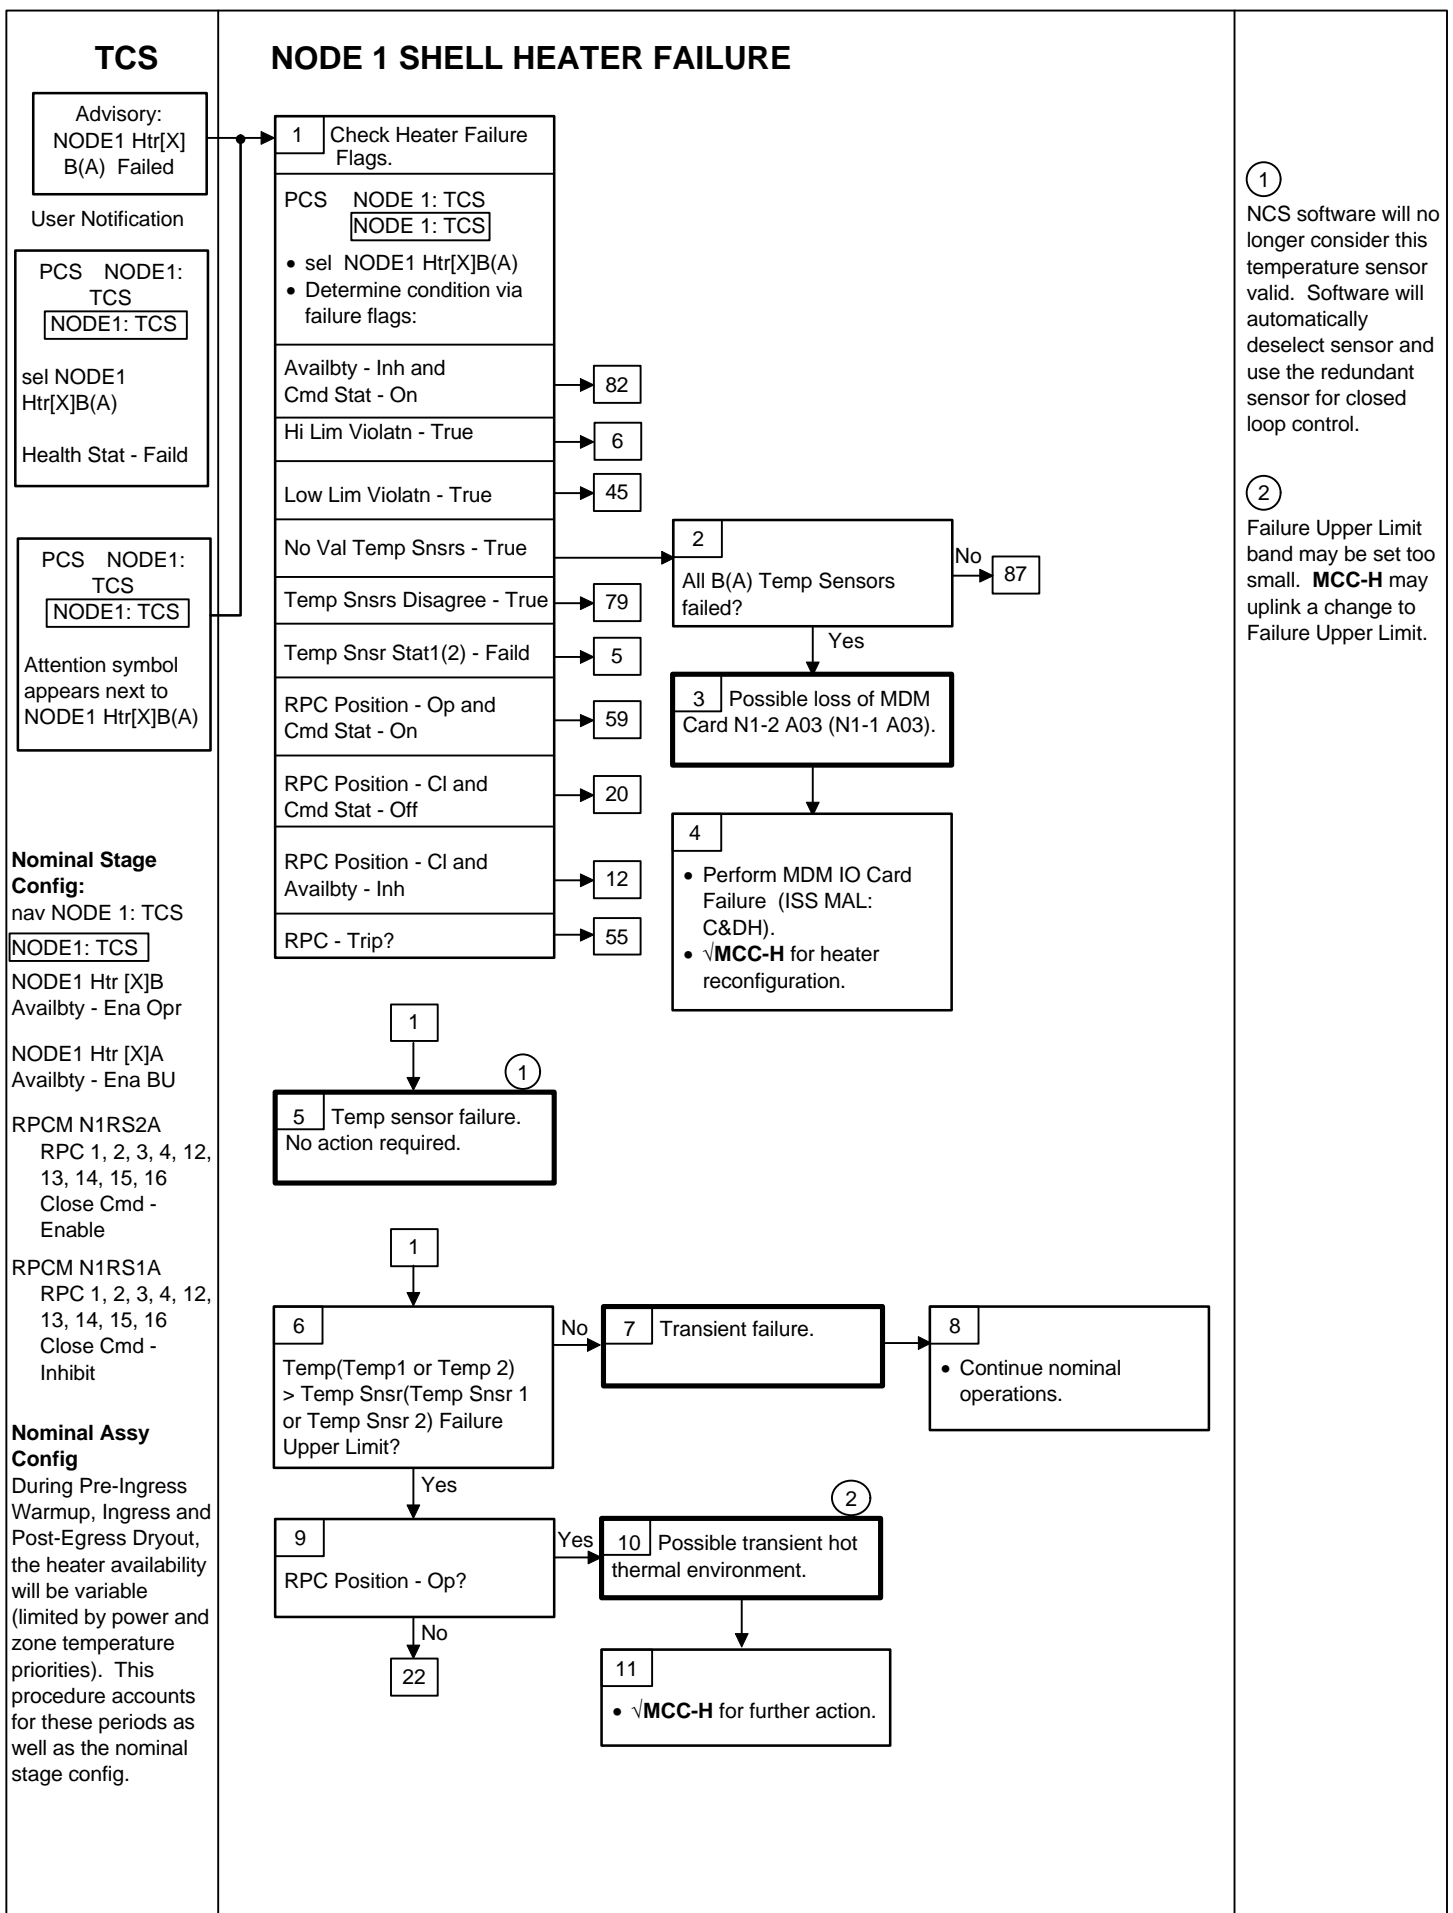 TCS
NODE 1 SHELL HEATER FAILURE
Advisory:
NODE1 Htr[X]
B(A) Failed
User Notification
PCS NODE1:
TCS
NODE1: TCS
sel NODE1
Htr[X]B(A)
Health Stat - Faild
PCS NODE1:
TCS
NODE1: TCS
Attention symbol
appears next to
NODE1 Htr[X]B(A)
Nominal Stage
Config:
nav NODE 1: TCS
NODE1: TCS
NODE1 Htr [X]B
Availbty - Ena Opr
NODE1 Htr [X]A
Availbty - Ena BU
RPCM N1RS2A
RPC 1, 2, 3, 4, 12,
13, 14, 15, 16
Close Cmd -
Enable
RPCM N1RS1A
RPC 1, 2, 3, 4, 12,
13, 14, 15, 16
Close Cmd -
Inhibit
Nominal Assy
Config
During Pre-Ingress
Warmup, Ingress and
Post-Egress Dryout,
the heater availability
will be variable
(limited by power and
zone temperature
priorities). This
procedure accounts
for these periods as
well as the nominal
stage config.
1 Check Heater Failure
Flags.
PCS NODE 1: TCS
NODE 1: TCS
• sel NODE1 Htr[X]B(A)
• Determine condition via
failure flags:
Availbty - Inh and
Cmd Stat - On
82
Hi Lim Violatn - True
6
Low Lim Violatn - True
45
No Val Temp Snsrs - True
Temp Snsrs Disagree - True
79
Temp Snsr Stat1(2) - Faild
5
RPC Position - Op and
Cmd Stat - On
59
RPC Position - Cl and
Cmd Stat - Off
20
RPC Position - Cl and
Availbty - Inh
12
RPC - Trip?
55
2
All B(A) Temp Sensors
failed?
No
87
Yes
3 Possible loss of MDM
Card N1-2 A03 (N1-1 A03).
4
• Perform MDM IO Card
Failure (ISS MAL:
C&DH).
• √MCC-H for heater
reconfiguration.
1
1
5 Temp sensor failure.
No action required.
1
6
Temp(Temp1 or Temp 2)
> Temp Snsr(Temp Snsr 1
or Temp Snsr 2) Failure
Upper Limit?
No
7 Transient failure.
8
• Continue nominal
operations.
Yes
9
RPC Position - Op?
Yes
2
10 Possible transient hot
thermal environment.
No
22
11
• √MCC-H for further action.
1
NCS software will no
longer consider this
temperature sensor
valid. Software will
automatically
deselect sensor and
use the redundant
sensor for closed
loop control.
2
Failure Upper Limit
band may be set too
small. MCC-H may
uplink a change to
Failure Upper Limit.